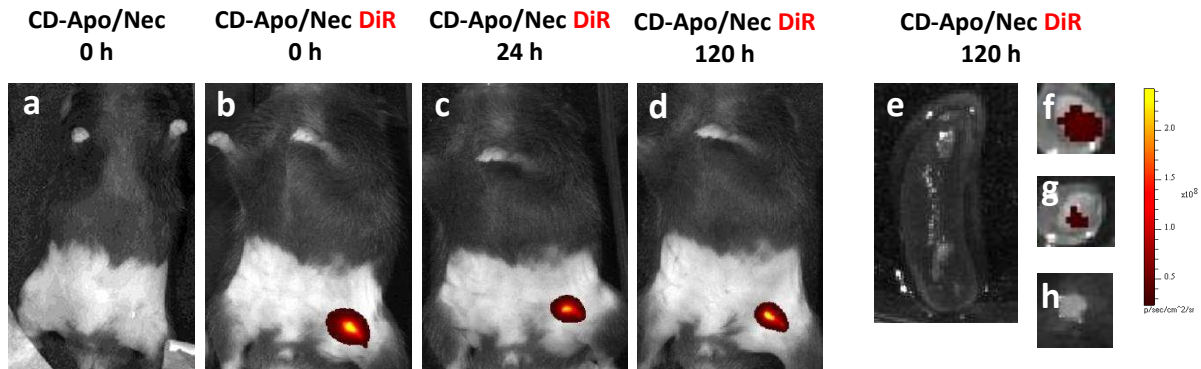 CD-Apo/Nec
0 h
CD-Apo/Nec DiR
0 h
CD-Apo/Nec DiR
24 h
CD-Apo/Nec DiR
120 h
CD-Apo/Nec DiR
120 h
a
b
c
d
e
f
g
h
2.0
1.5
x10^8
1.0
0.5
p/sec/cm^2/sr